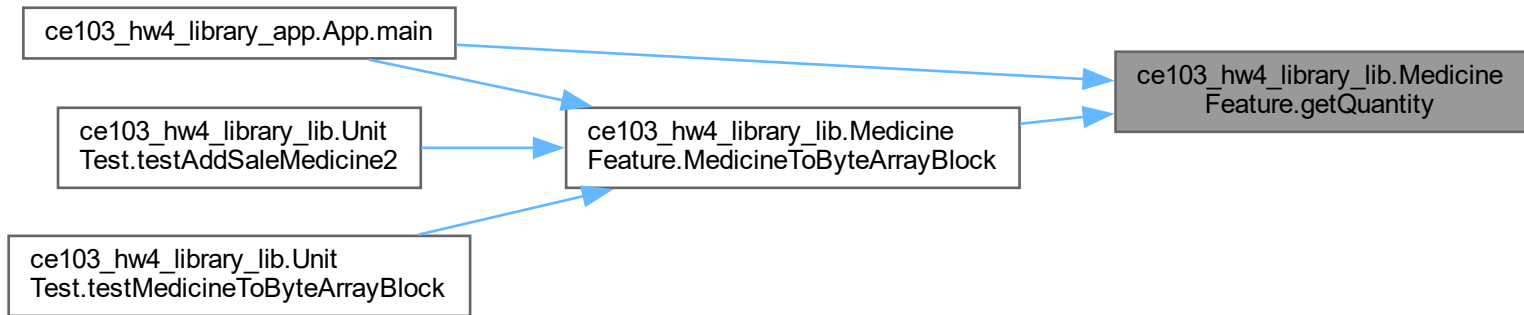 ce103_hw4_library_app.App.main
ce103_hw4_library_lib.Medicine
Feature.getQuantity
ce103_hw4_library_lib.Unit
Test.testAddSaleMedicine2
ce103_hw4_library_lib.Medicine
Feature.MedicineToByteArrayBlock
ce103_hw4_library_lib.Unit
Test.testMedicineToByteArrayBlock